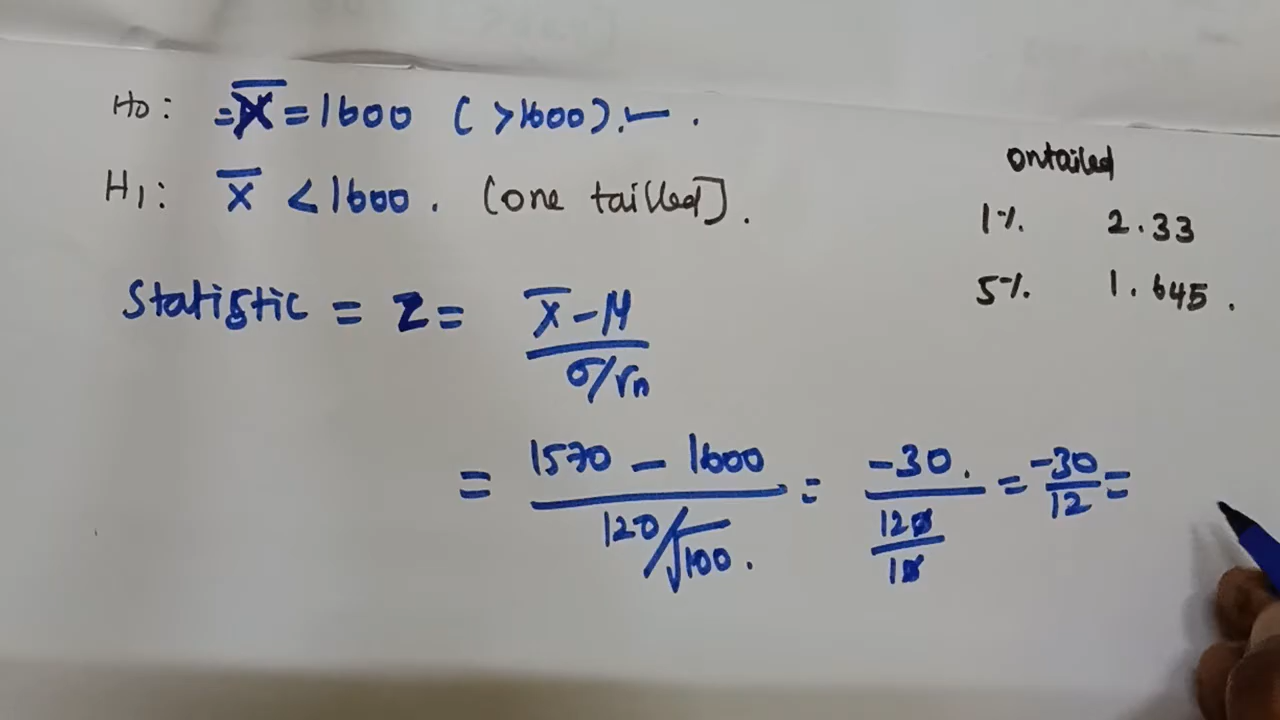 H0: = X̅ = 1600 ( >1600). — .
H1: X̅ < 1600 . (one tailled].
ontailed
1% 2.33
5% 1.645 .
Statistic = Z = X̅ - M / σ/√n
= 1570 - 1600 / 120/√100 . = -30 . / 120/10 = -30/12 =